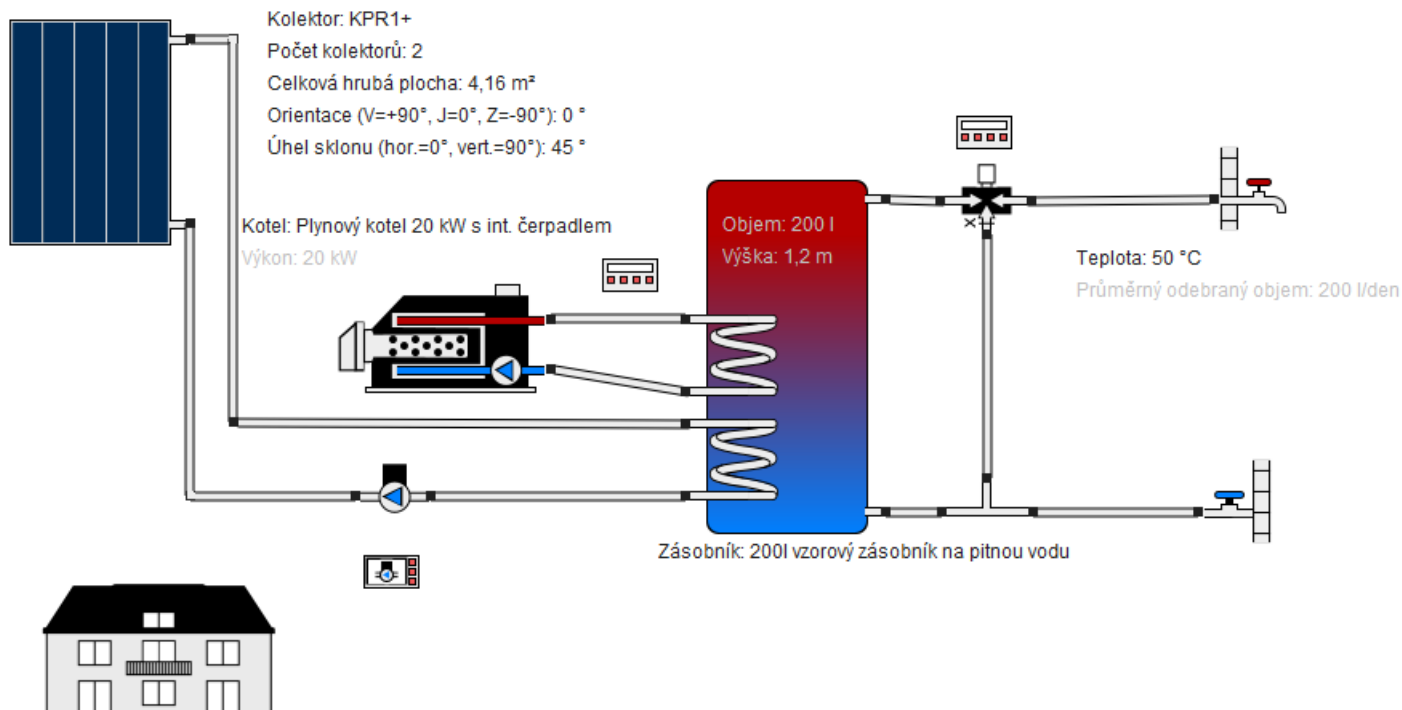 Kolektor: KPR1+
Počet kolektorů: 2
Celková hrubá plocha: 4,16 m²
Orientace (V=+90°, J=0°, Z=-90°): 0 °
Úhel sklonu (hor.=0°, vert.=90°): 45 °
Kotel: Plynový kotel 20 kW s int. čerpadlem
Výkon: 20 kW
Objem: 200 l
Výška: 1,2 m
Teplota: 50 °C
Průměrný odebraný objem: 200 l/den
Zásobník: 200l vzorový zásobník na pitnou vodu